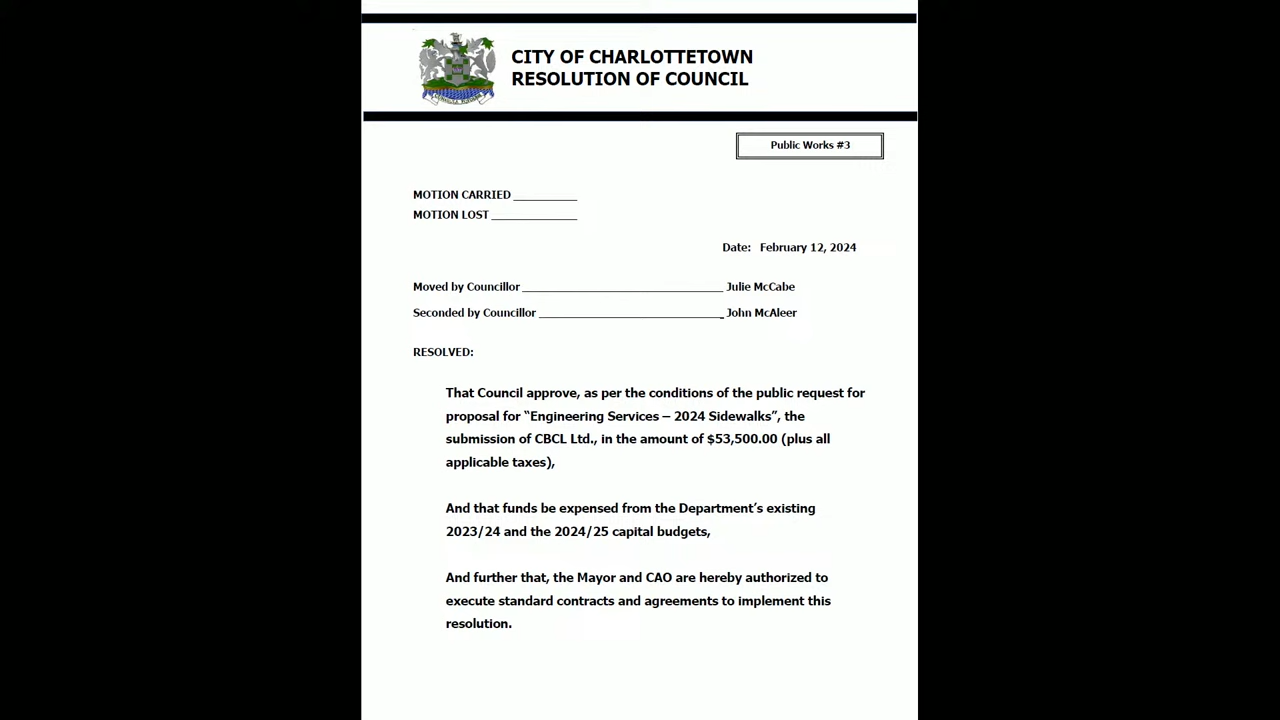 CITY OF CHARLOTTETOWN
RESOLUTION OF COUNCIL
Public Works #3
MOTION CARRIED __________
MOTION LOST _____________
Date: February 12, 2024
Moved by Councillor ______________________________ Julie McCabe
Seconded by Councillor ____________________________ John McAleer
RESOLVED:
That Council approve, as per the conditions of the public request for
proposal for “Engineering Services – 2024 Sidewalks”, the
submission of CBCL Ltd., in the amount of $53,500.00 (plus all
applicable taxes),
And that funds be expensed from the Department’s existing
2023/24 and the 2024/25 capital budgets,
And further that, the Mayor and CAO are hereby authorized to
execute standard contracts and agreements to implement this
resolution.